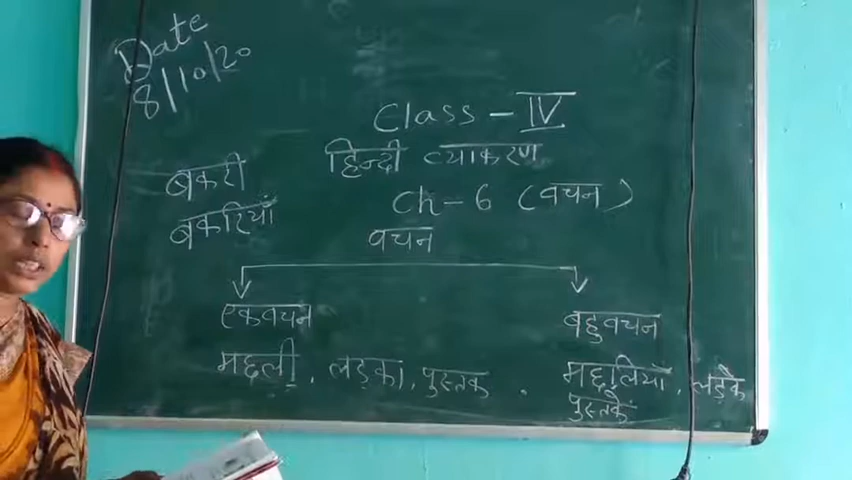 Date
8/10/20
Class - IV
हिन्दी व्याकरण
बकरी
बकरियाँ
Ch - 6 (वचन)
वचन
एकवचन
बहुवचन
मछली, लड़का, पुस्तक.
मछलियाँ, लड़के
पुस्तकें